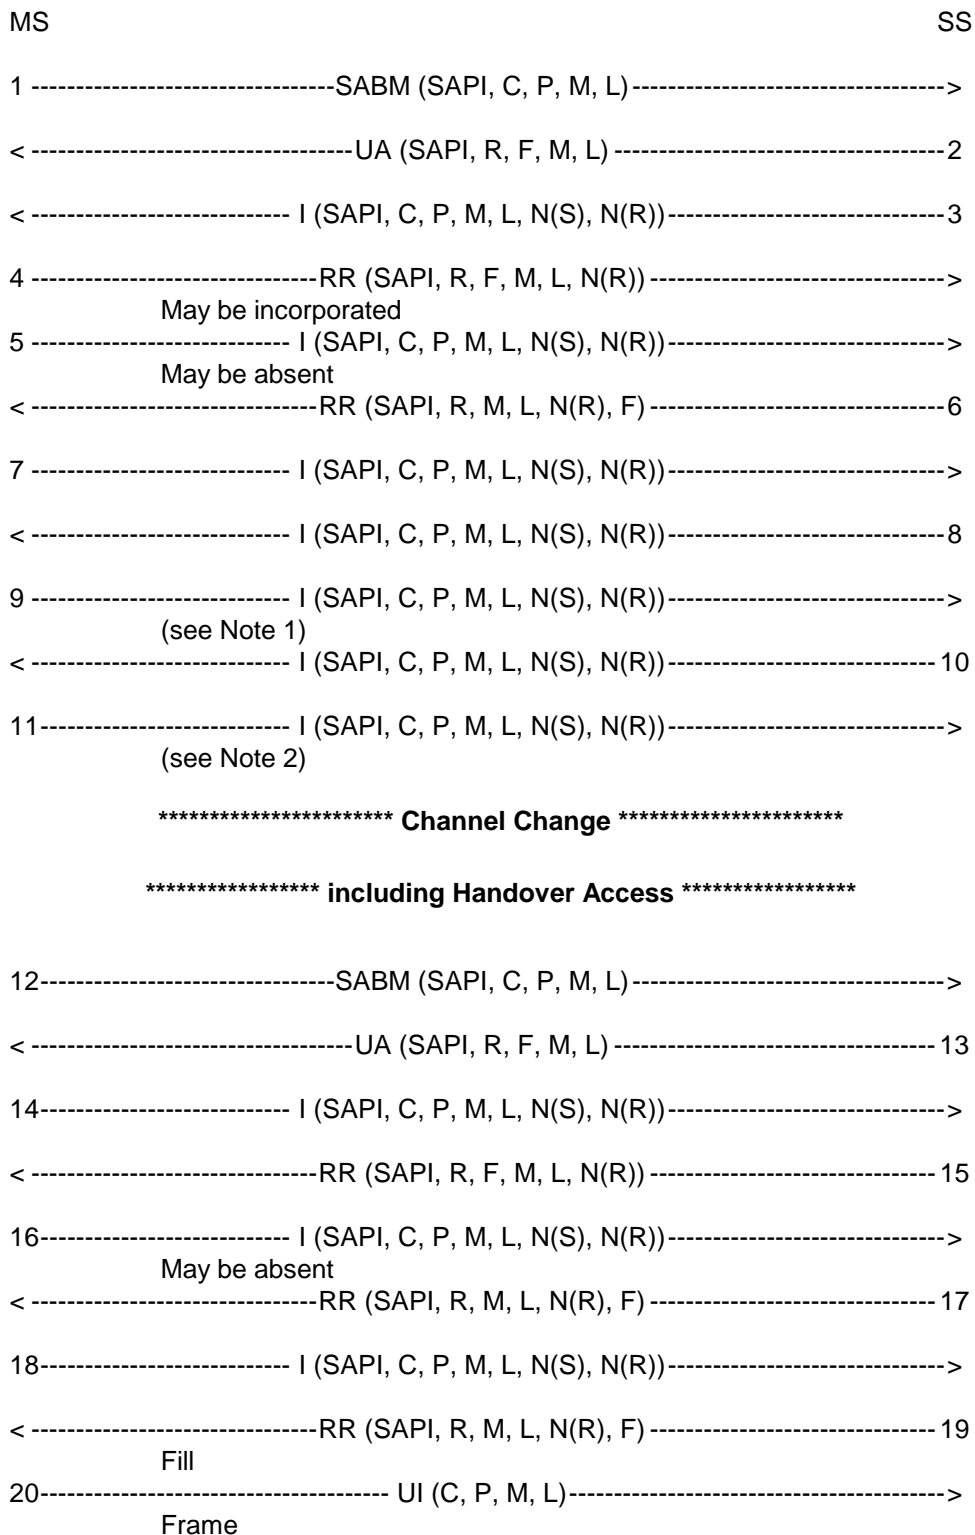 MS SS
1 ----------------------------------SABM (SAPI, C, P, M, L)----------------------------------->
< ------------------------------------UA (SAPI, R, F, M, L) -------------------------------------2
< ----------------------------- I (SAPI, C, P, M, L, N(S), N(R))-------------------------------3
4 --------------------------------RR (SAPI, R, F, M, L, N(R)) --------------------------------->
May be incorporated
5 ----------------------------- I (SAPI, C, P, M, L, N(S), N(R))------------------------------->
May be absent
< --------------------------------RR (SAPI, R, M, L, N(R), F) ---------------------------------6
7 ----------------------------- I (SAPI, C, P, M, L, N(S), N(R))------------------------------->
< ----------------------------- I (SAPI, C, P, M, L, N(S), N(R))-------------------------------8
9 ----------------------------- I (SAPI, C, P, M, L, N(S), N(R))------------------------------->
(see Note 1)
< ----------------------------- I (SAPI, C, P, M, L, N(S), N(R))------------------------------ 10
11---------------------------- I (SAPI, C, P, M, L, N(S), N(R))------------------------------->
(see Note 2)
*********************** Channel Change **********************
***************** including Handover Access *****************
12---------------------------------SABM (SAPI, C, P, M, L)----------------------------------->
< ------------------------------------UA (SAPI, R, F, M, L) ------------------------------------ 13
14---------------------------- I (SAPI, C, P, M, L, N(S), N(R))------------------------------->
< --------------------------------RR (SAPI, R, F, M, L, N(R)) -------------------------------- 15
16---------------------------- I (SAPI, C, P, M, L, N(S), N(R))------------------------------->
May be absent
< --------------------------------RR (SAPI, R, M, L, N(R), F) -------------------------------- 17
18---------------------------- I (SAPI, C, P, M, L, N(S), N(R))------------------------------->
< --------------------------------RR (SAPI, R, M, L, N(R), F) -------------------------------- 19
Fill
20--------------------------------------- UI (C, P, M, L)------------------------------------------>
Frame